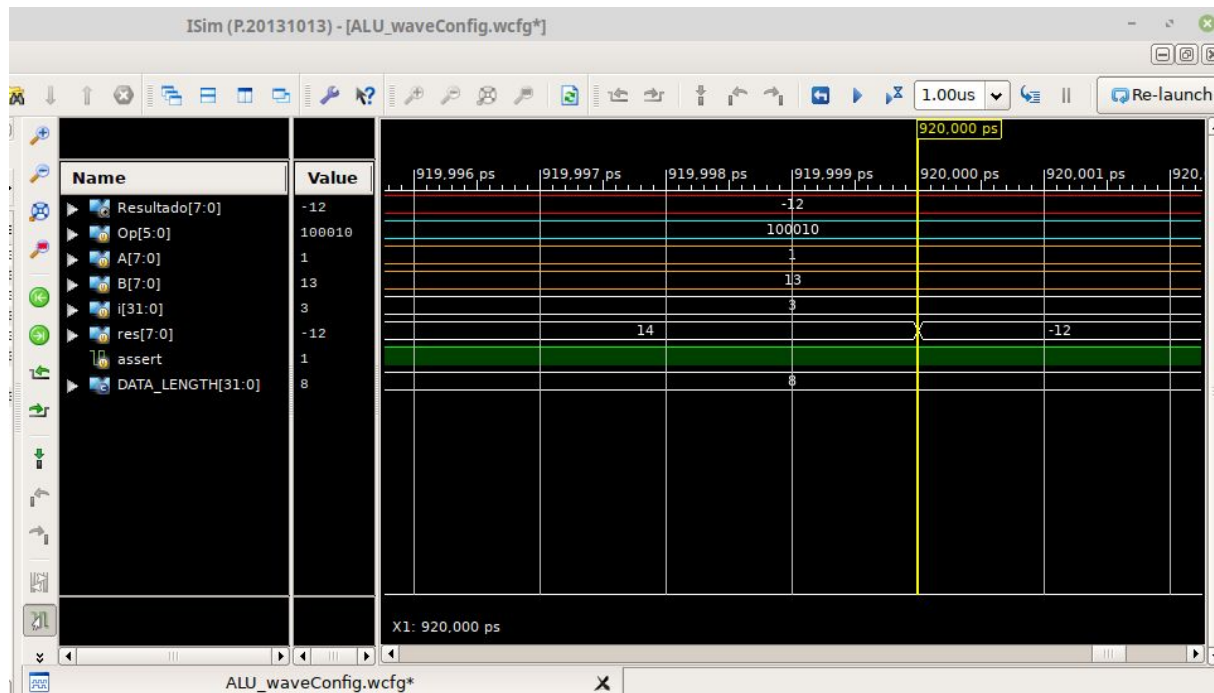 ISim (P.20131013) - [ALU_waveConfig.wcfg*]
1.00us
Re-launch
920,000 ps
Name Value
919,996 ps 919,997 ps 919,998 ps 919,999 ps 920,000 ps 920,001 ps 920,
Resultado[7:0] -12 -12
Op[5:0] 100010 100010
A[7:0] 1 1
B[7:0] 13 13
i[31:0] 3 3
res[7:0] -12 14 -12
assert 1
DATA_LENGTH[31:0] 8 8
X1: 920,000 ps
ALU_waveConfig.wcfg*